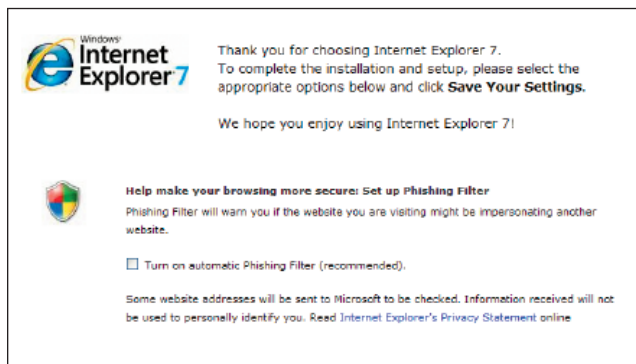 Windows
Internet
Explorer 7
Thank you for choosing Internet Explorer 7.
To complete the installation and setup, please select the
appropriate options below and click Save Your Settings.
We hope you enjoy using Internet Explorer 7!
Help make your browsing more secure: Set up Phishing Filter
Phishing Filter will warn you if the website you are visiting might be impersonating another
website.
Turn on automatic Phishing Filter (recommended).
Some website addresses will be sent to Microsoft to be checked. Information received will not
be used to personally identify you. Read Internet Explorer's Privacy Statement online